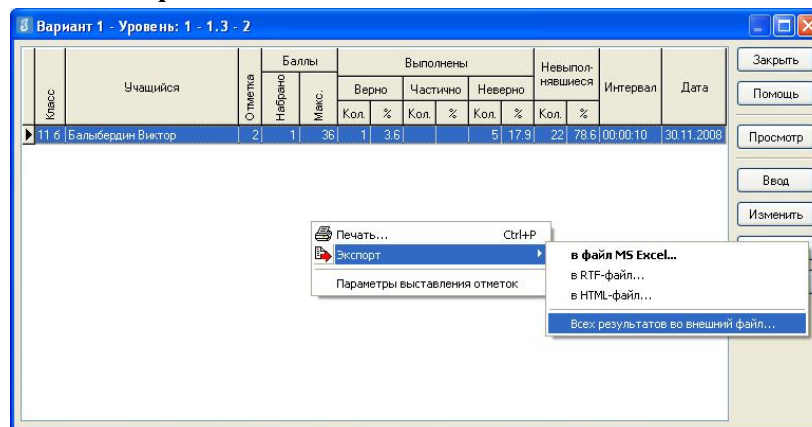 Вариант 1 - Уровень: 1 - 1.3 - 2
Класс
Учащийся
Отметка
Баллы
Набрано
Макс.
Выполнены
Верно
Частично
Неверно
Кол. % Кол. % Кол. %
Невыпол-
нявшиеся
Кол. %
Интервал
Дата
11 б Балыбердин Виктор 2 1 36 1 3.6 5 17.9 22 78.6 00:00:10 30.11.2008
Закрыть
Помощь
Просмотр
Ввод
Изменить
Печать... Ctrl+P
Экспорт
Параметры выставления отметок
в файл MS Excel...
в RTF-файл...
в HTML-файл...
Всех результатов во внешний файл...